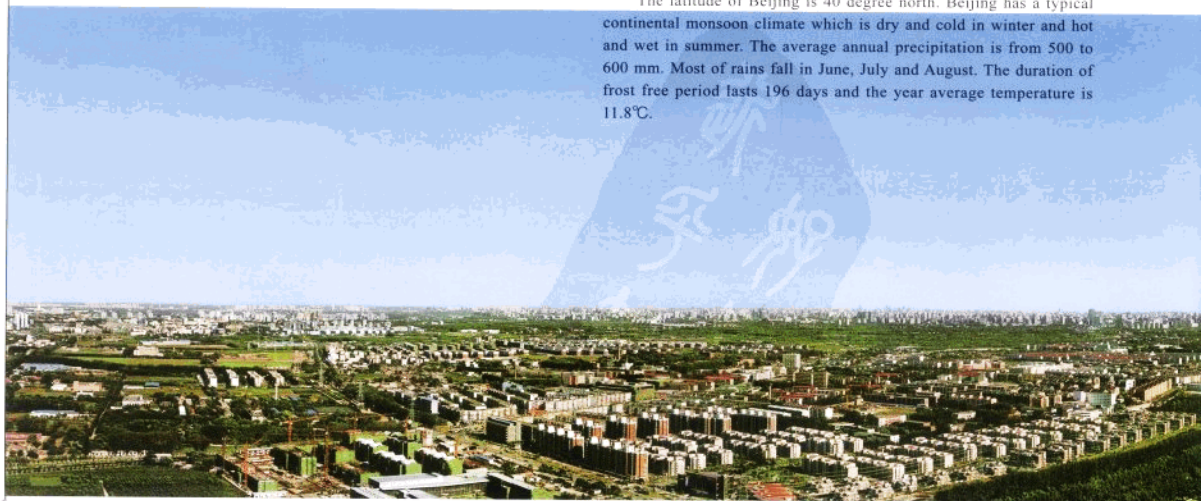 The latitude of Beijing is 40 degree north. Beijing has a typical
continental monsoon climate which is dry and cold in winter and hot
and wet in summer. The average annual precipitation is from 500 to
600 mm. Most of rains fall in June, July and August. The duration of
frost free period lasts 196 days and the year average temperature is
11.8℃.